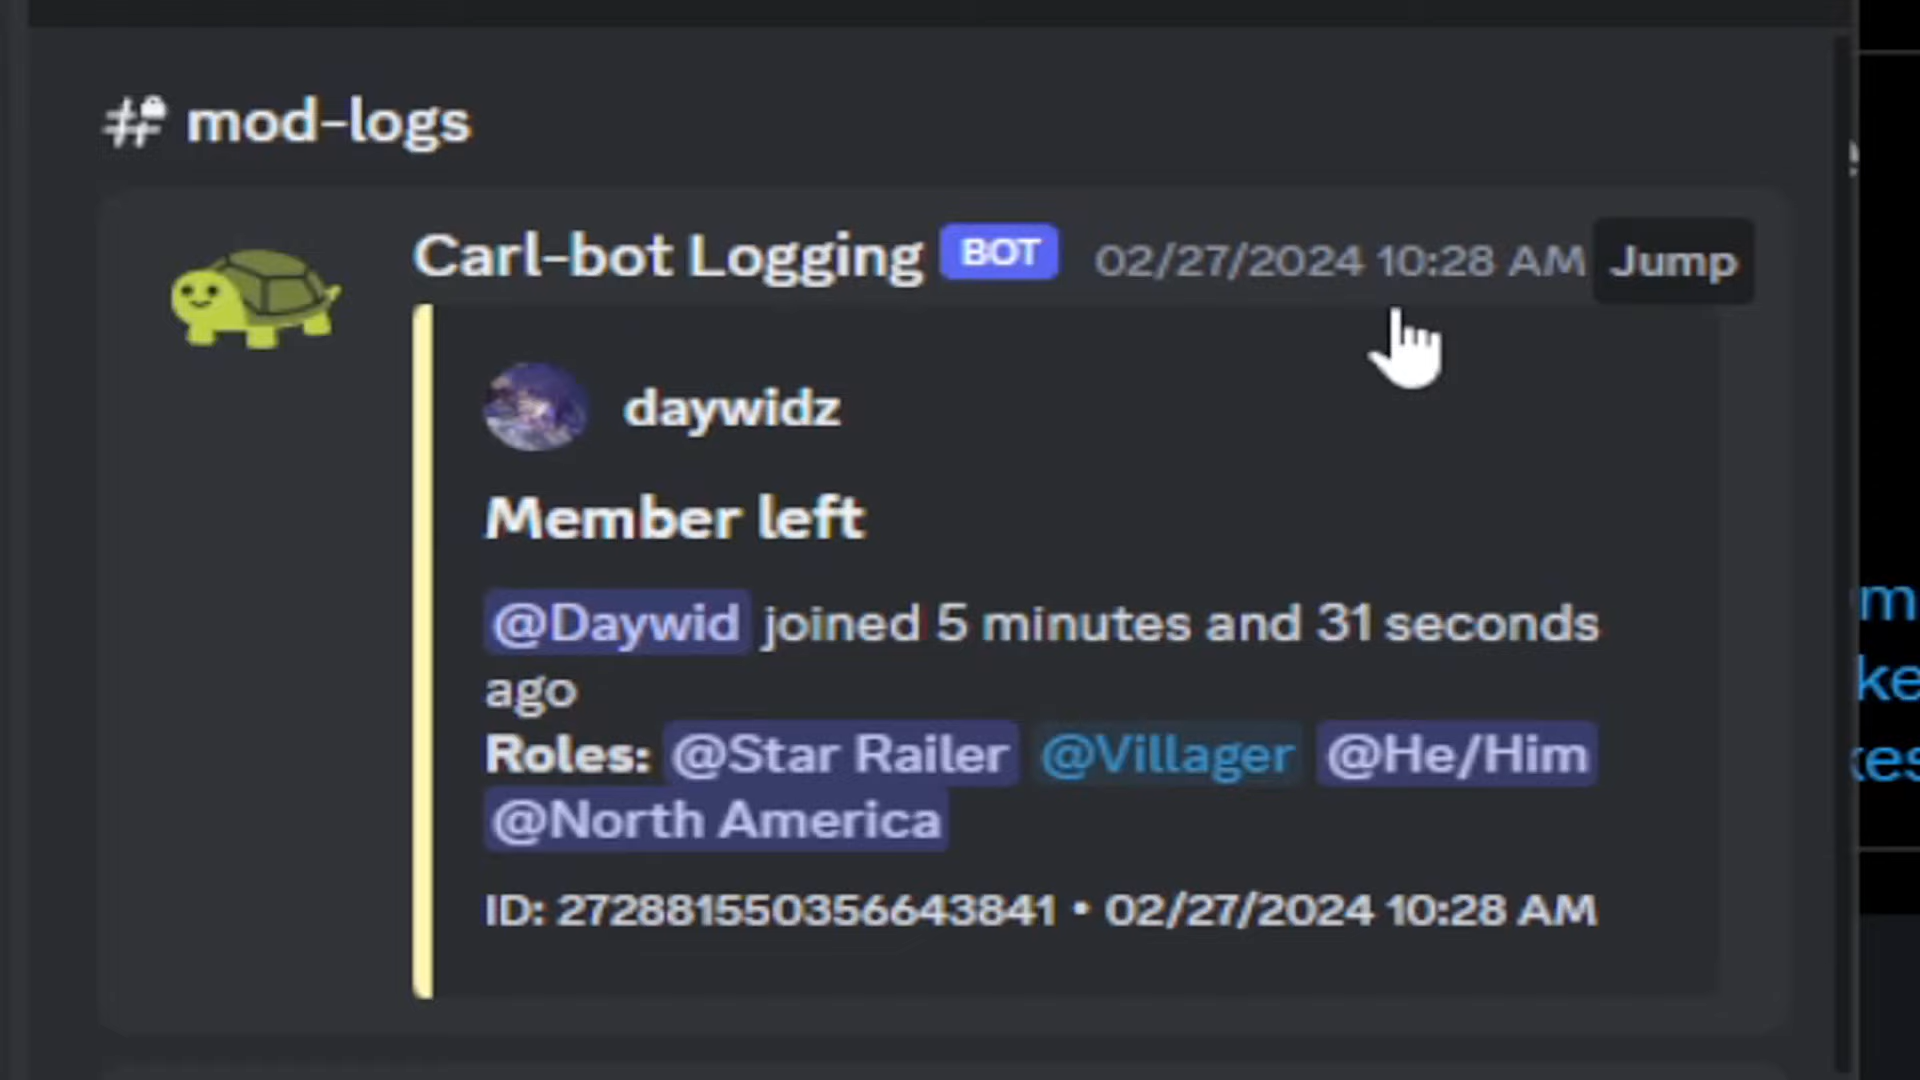 mod-logs
Carl-bot Logging BOT 02/27/2024 10:28 AM Jump
daywidz
Member left
@Daywid joined 5 minutes and 31 seconds
ago
Roles: @Star Railer @Villager @He/Him
@North America
ID: 272881550356643841 • 02/27/2024 10:28 AM